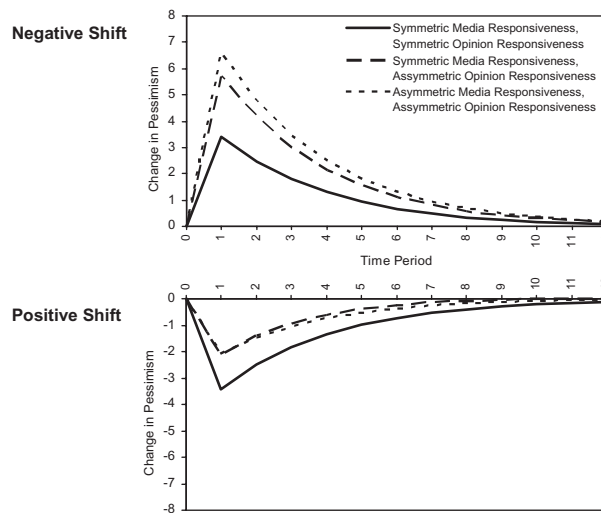 Negative Shift
Change in Pessimism
8
7
6
5
4
3
2
1
0
Symmetric Media Responsiveness,
Symmetric Opinion Responsiveness
Symmetric Media Responsiveness,
Assymetric Opinion Responsiveness
Asymmetric Media Responsiveness,
Assymetric Opinion Responsiveness
0 1 2 3 4 5 6 7 8 9 10 11
Time Period
Positive Shift
Change in Pessimism
0 1 2 3 4 5 6 7 8 9 10 11
0
-1
-2
-3
-4
-5
-6
-7
-8